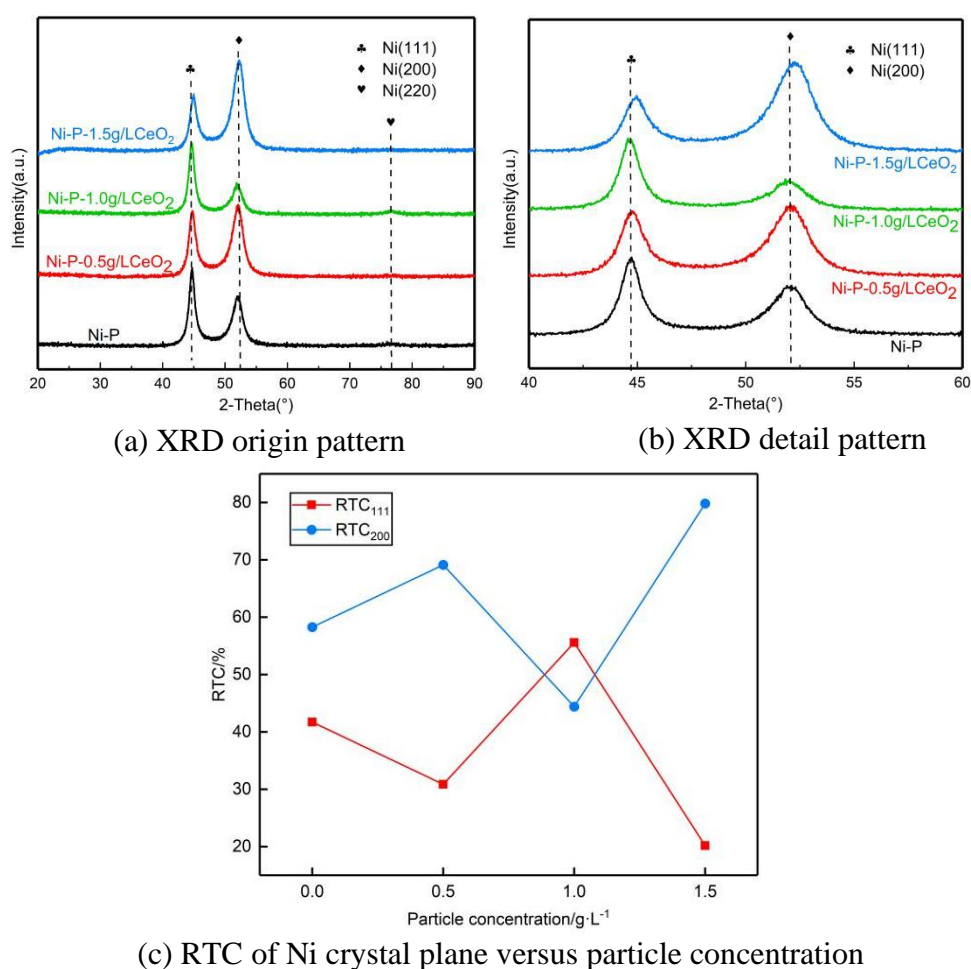 Intensity(a.u.)
♣ Ni(111)
♦ Ni(200)
♥ Ni(220)
Ni-P-1.5g/LCeO₂
Ni-P-1.0g/LCeO2
Ni-P-0.5g/LCeO2
Ni-P
20 30 40 50 60 70 80 90
2-Theta(°)
(a) XRD origin pattern
Intensity(a.u.)
♣ Ni(111)
♦ Ni(200)
Ni-P-1.5g/LCeO₂
Ni-P-1.0g/LCeO2
Ni-P-0.5g/LCeO2
Ni-P
40 45 50 55 60
2-Theta(°)
(b) XRD detail pattern
RTC/%
80
70
60
50
40
30
20
RTC₁₁₁
RTC₂₀₀
0.0 0.5 1.0 1.5
Particle concentration/g·L⁻¹
(c) RTC of Ni crystal plane versus particle concentration